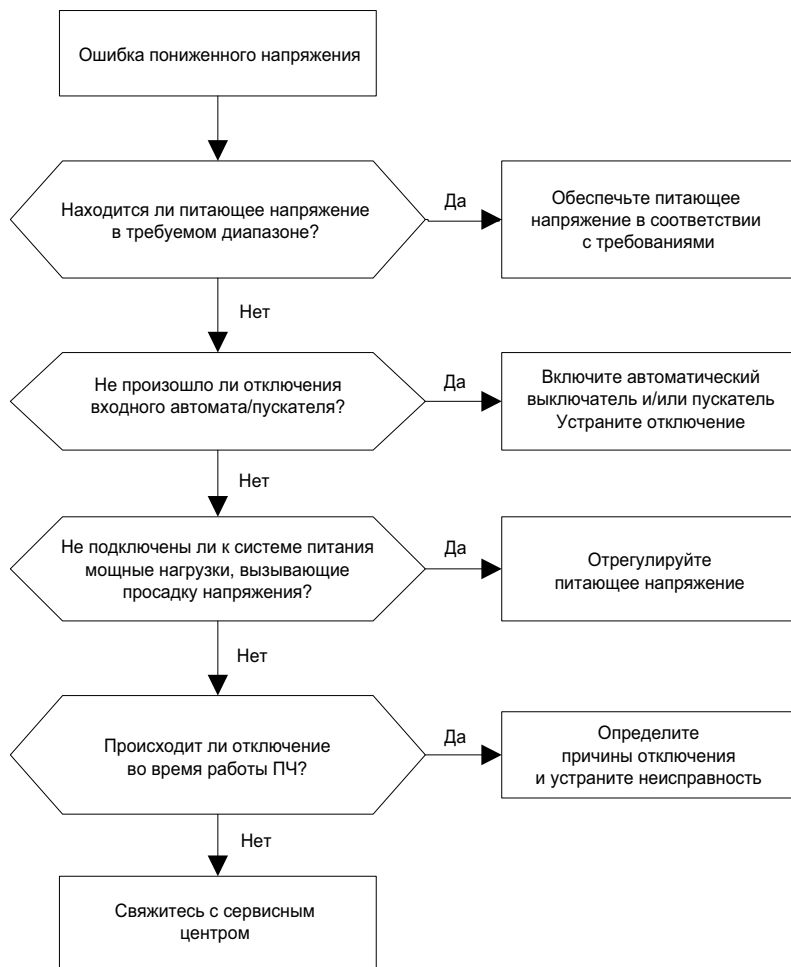 Ошибка пониженного напряжения
Находится ли питающее напряжение
в требуемом диапазоне?
Да
Обеспечьте питающее
напряжение в соответствии
с требованиями
Нет
Не произошло ли отключения
входного автомата/пускателя?
Да
Включите автоматический
выключатель и/или пускатель
Устраните отключение
Нет
Не подключены ли к системе питания
мощные нагрузки, вызывающие
просадку напряжения?
Да
Отрегулируйте
питающее напряжение
Нет
Происходит ли отключение
во время работы ПЧ?
Да
Определите
причины отключения
и устраните неисправность
Нет
Свяжитесь с сервисным
центром